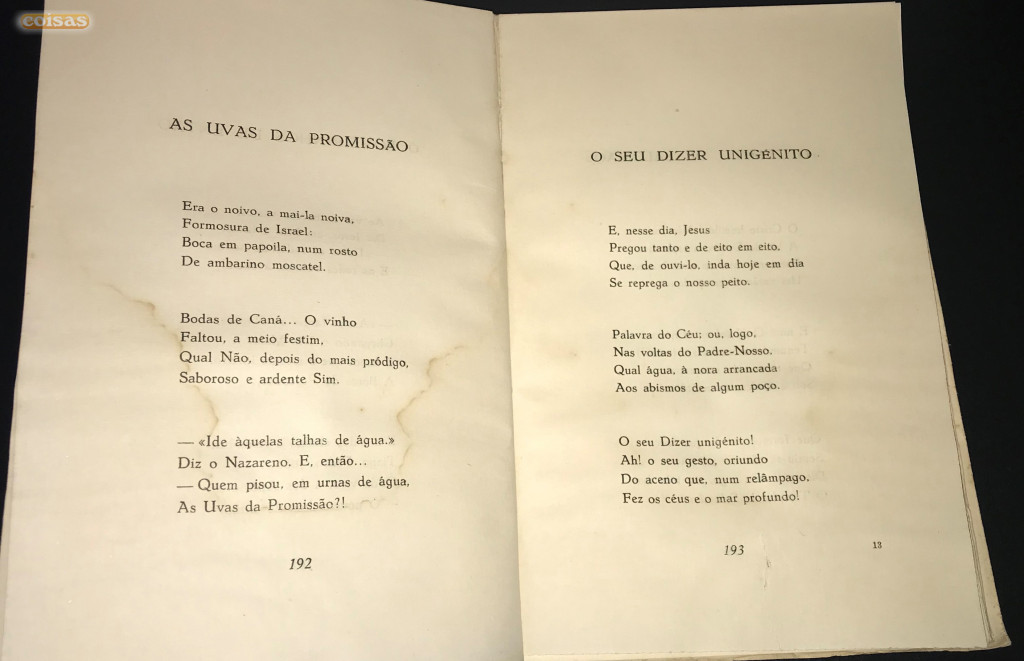 coisas
AS UVAS DA PROMISSÃO
Era o noivo, a mai-la noiva,
Formosura de Israel:
Boca em papoila, num rosto
De ambarino moscatel.
Bodas de Caná... O vinho
Faltou, a meio festim,
Qual Não, depois do mais pródigo,
Saboroso e ardente Sim.
— «Ide àquelas talhas de água.»
Diz o Nazareno. E, então...
— Quem pisou, em urnas de água,
As Uvas da Promissão?!
192
O SEU DIZER UNIGÉNITO
E, nesse dia, Jesus
Pregou tanto e de eito em eito,
Que, de ouvi-lo, inda hoje em dia
Se reprega o nosso peito.
Palavra do Céu; ou, logo,
Nas voltas do Padre-Nosso,
Qual água, à nora arrancada
Aos abismos de algum poço.
O seu Dizer unigénito!
Ah! o seu gesto, oriundo
Do aceno que, num relâmpago,
Fez os céus e o mar profundo!
193
13